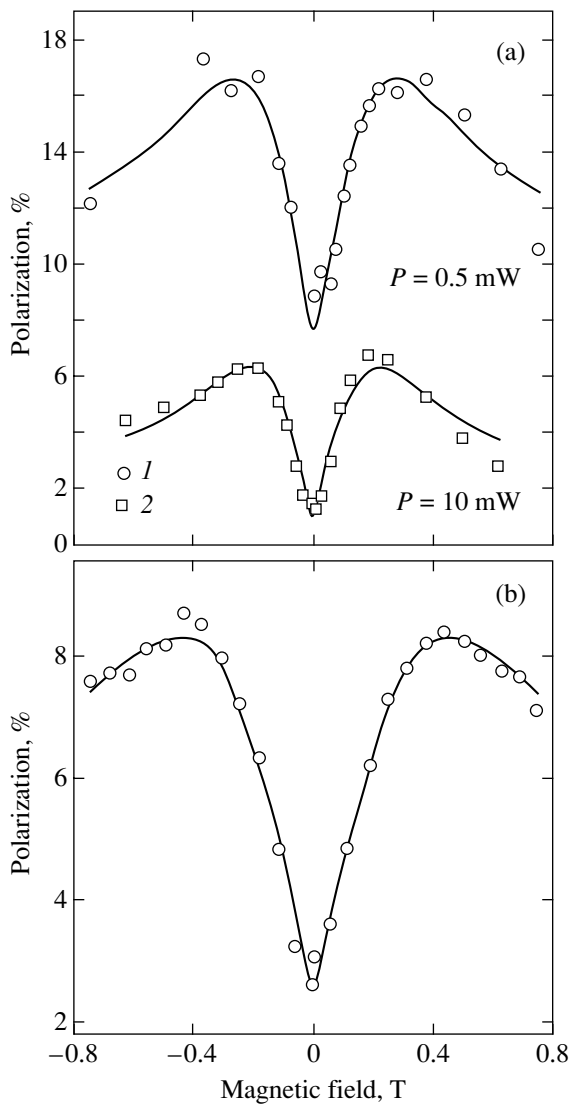 18
(a)
14
10
P = 0.5 mW
Polarization, %
6
1
2
2
P = 10 mW
0
(b)
8
Polarization, %
6
4
2
−0.8 −0.4 0 0.4 0.8
Magnetic field, T